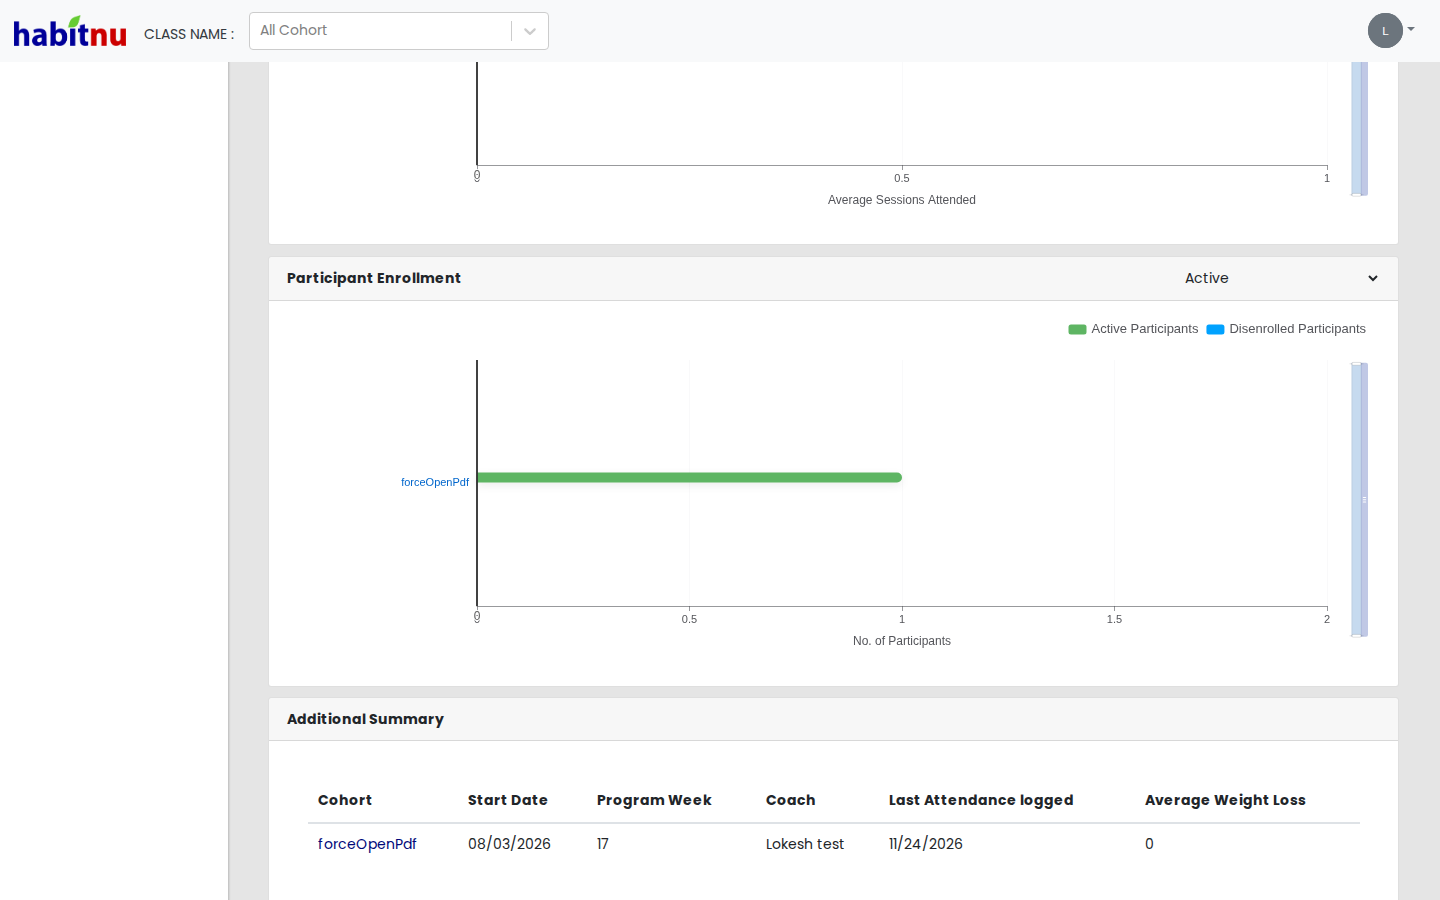 habitnu CLASS NAME : All Cohort L
0 0.5 1
Average Sessions Attended
Participant Enrollment Active
Active Participants Disenrolled Participants
forceOpenPdf
0 0.5 1 1.5 2
No. of Participants
Additional Summary
Cohort Start Date Program Week Coach Last Attendance logged Average Weight Loss
forceOpenPdf 08/03/2026 17 Lokesh test 11/24/2026 0